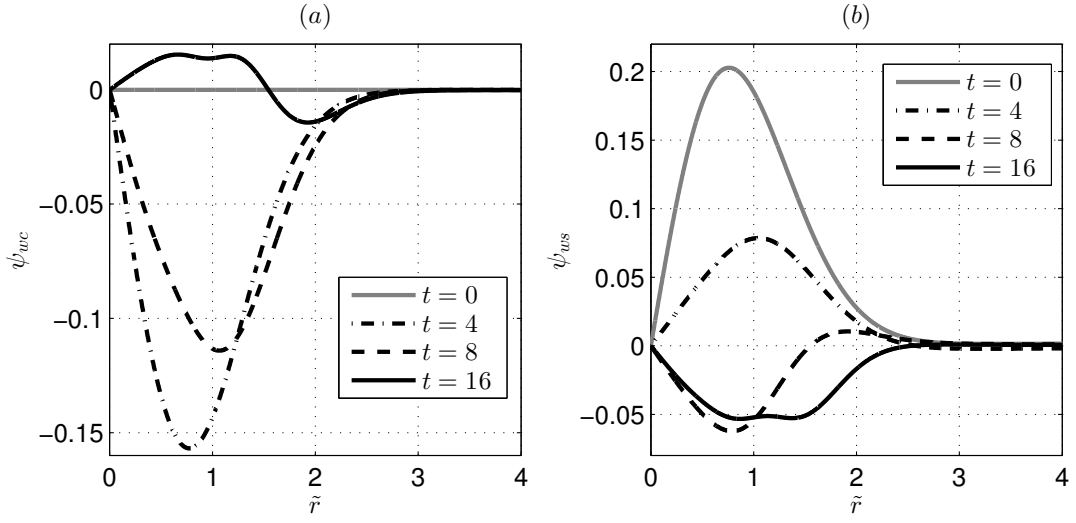 (a)
0
−0.05
−0.1
−0.15
ψwc
0 1 2 3 4
r̃
t = 0
t = 4
t = 8
t = 16
(b)
0.2
0.15
0.1
0.05
0
−0.05
ψws
0 1 2 3 4
r̃
t = 0
t = 4
t = 8
t = 16